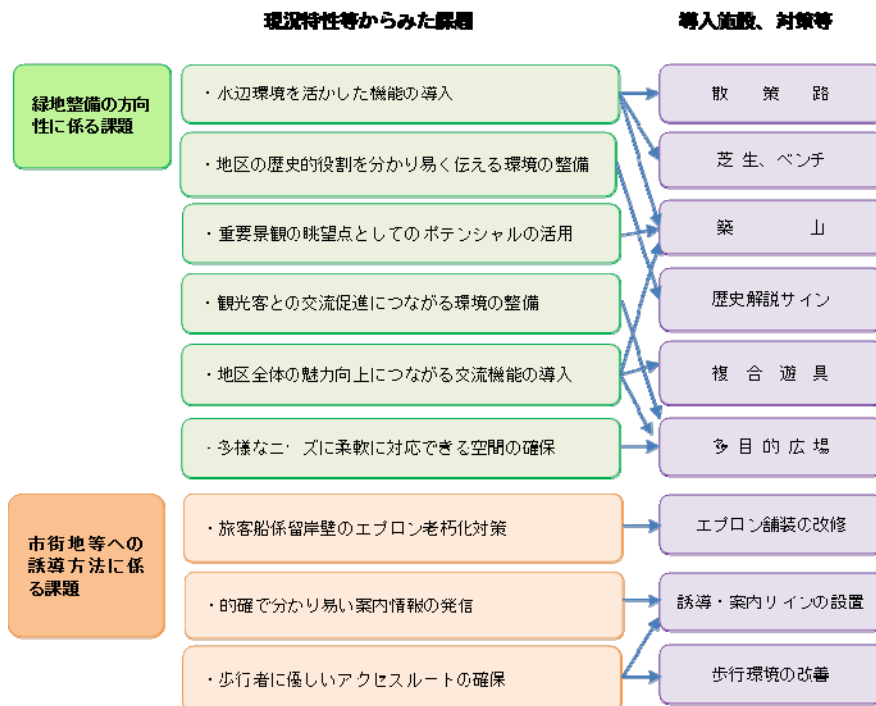 現況特性等からみた課題
導入施設、対策等
緑地整備の方向
性に係る課題
・水辺環境を活かした機能の導入
・地区の歴史的役割を分かり易く伝える環境の整備
・重要景観の眺望点としてのポテンシャルの活用
・観光客との交流促進につながる環境の整備
・地区全体の魅力向上につながる交流機能の導入
・多様なニーズに柔軟に対応できる空間の確保
散策路
芝生、ベンチ
築山
歴史解説サイン
複合遊具
多目的広場
市街地等への
誘導方法に係
る課題
・旅客船係留岸壁のエプロン老朽化対策
・的確で分かり易い案内情報の発信
・歩行者に優しいアクセスルートの確保
エプロン舗装の改修
誘導・案内サインの設置
歩行環境の改善